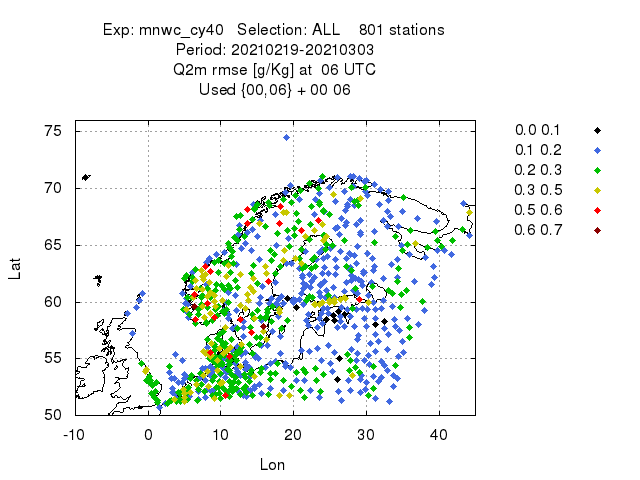 Exp: mnwc_cy40   Selection: ALL    801 stations
Period: 20210219-20210303
Q2m rmse [g/Kg] at  06 UTC
Used {00,06} + 00 06
75
70
65
60
55
50
Lat
-10 0 10 20 30 40
Lon
0.0 0.1
0.1 0.2
0.2 0.3
0.3 0.5
0.5 0.6
0.6 0.7